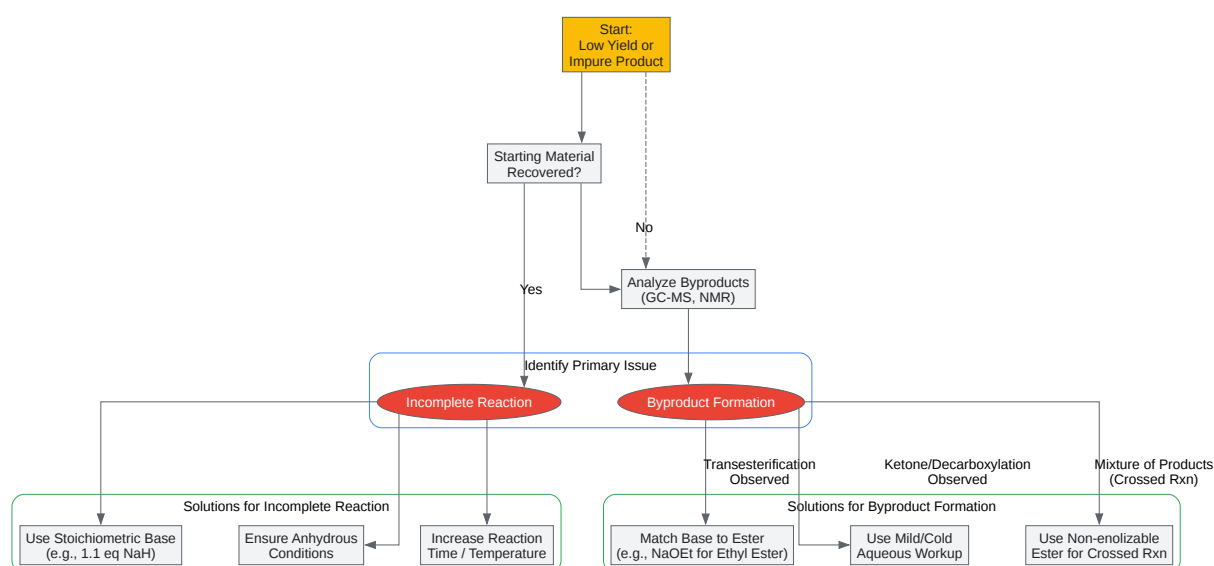 Start:
Low Yield or
Impure Product
Starting Material
Recovered?
No
Analyze Byproducts
(GC-MS, NMR)
Yes
Identify Primary Issue
Incomplete Reaction
Byproduct Formation
Transesterification
Observed
Ketone/Decarboxylation
Observed
Mixture of Products
(Crossed Rxn)
Solutions for Incomplete Reaction
Solutions for Byproduct Formation
Use Stoichiometric Base
(e.g., 1.1 eq NaH)
Ensure Anhydrous
Conditions
Increase Reaction
Time / Temperature
Match Base to Ester
(e.g., NaOEt for Ethyl Ester)
Use Mild/Cold
Aqueous Workup
Use Non-enolizable
Ester for Crossed Rxn